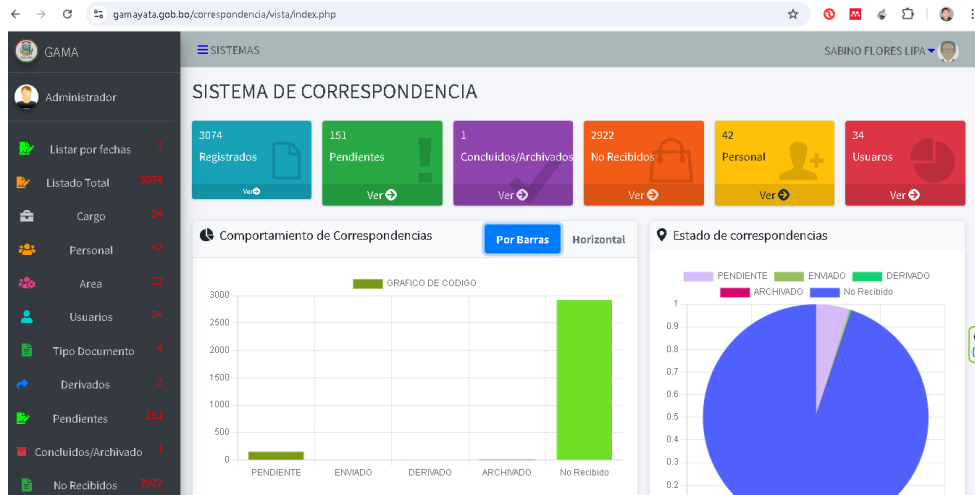 gamayata.gob.bo/correspondencia/vista/index.php
GAMA
SISTEMAS
SABINO FLORES LIPA
Administrador
SISTEMA DE CORRESPONDENCIA
3074
Registrados
Ver
151
Pendientes
Ver
1
Concluidos/Archivados
Ver
2922
No Recibidos
Ver
42
Personal
Ver
34
Usuaros
Ver
Listar por fechas 3
Listado Total 3074
Cargo 34
Personal 42
Area 33
Usuarios 34
Tipo Documento 4
Derivados
Pendientes 151
Concluidos/Archivado 1
No Recibidos 2922
Comportamiento de Correspondencias
Por Barras
Horizontal
GRAFICO DE CODIGO
3000
2500
2000
1500
1000
500
0
PENDIENTE ENVIADO DERIVADO ARCHIVADO No Recibido
Estado de correspondencias
PENDIENTE ENVIADO DERIVADO
ARCHIVADO No Recibido
1
0.9
0.8
0.7
0.6
0.5
0.4
0.3
0.2